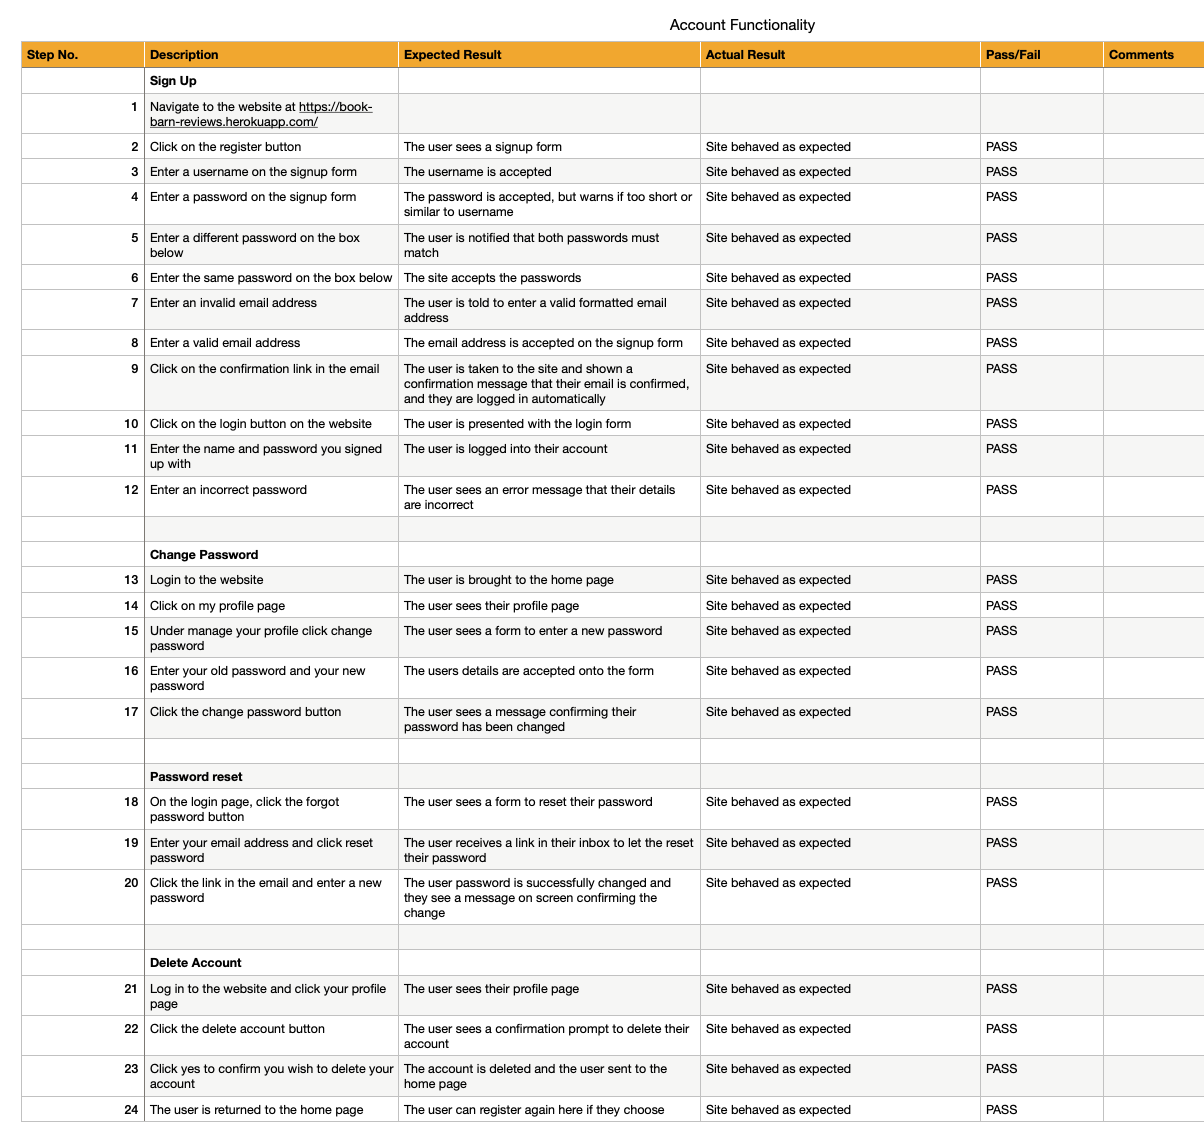 Account Functionality
Step No. Description Expected Result Actual Result Pass/Fail Comments
Sign Up
1 Navigate to the website at https://book-
barn-reviews.herokuapp.com/
2 Click on the register button The user sees a signup form Site behaved as expected PASS
3 Enter a username on the signup form The username is accepted Site behaved as expected PASS
4 Enter a password on the signup form The password is accepted, but warns if too short or Site behaved as expected PASS
similar to username
5 Enter a different password on the box The user is notified that both passwords must Site behaved as expected PASS
below match
6 Enter the same password on the box below The site accepts the passwords Site behaved as expected PASS
7 Enter an invalid email address The user is told to enter a valid formatted email Site behaved as expected PASS
address
8 Enter a valid email address The email address is accepted on the signup form Site behaved as expected PASS
9 Click on the confirmation link in the email The user is taken to the site and shown a Site behaved as expected PASS
confirmation message that their email is confirmed,
and they are logged in automatically
10 Click on the login button on the website The user is presented with the login form Site behaved as expected PASS
11 Enter the name and password you signed The user is logged into their account Site behaved as expected PASS
up with
12 Enter an incorrect password The user sees an error message that their details Site behaved as expected PASS
are incorrect
Change Password
13 Login to the website The user is brought to the home page Site behaved as expected PASS
14 Click on my profile page The user sees their profile page Site behaved as expected PASS
15 Under manage your profile click change The user sees a form to enter a new password Site behaved as expected PASS
password
16 Enter your old password and your new The users details are accepted onto the form Site behaved as expected PASS
password
17 Click the change password button The user sees a message confirming their Site behaved as expected PASS
password has been changed
Password reset
18 On the login page, click the forgot The user sees a form to reset their password Site behaved as expected PASS
password button
19 Enter your email address and click reset The user receives a link in their inbox to let the reset Site behaved as expected PASS
password their password
20 Click the link in the email and enter a new The user password is successfully changed and Site behaved as expected PASS
password they see a message on screen confirming the
change
Delete Account
21 Log in to the website and click your profile The user sees their profile page Site behaved as expected PASS
page
22 Click the delete account button The user sees a confirmation prompt to delete their Site behaved as expected PASS
account
23 Click yes to confirm you wish to delete your The account is deleted and the user sent to the Site behaved as expected PASS
account home page
24 The user is returned to the home page The user can register again here if they choose Site behaved as expected PASS